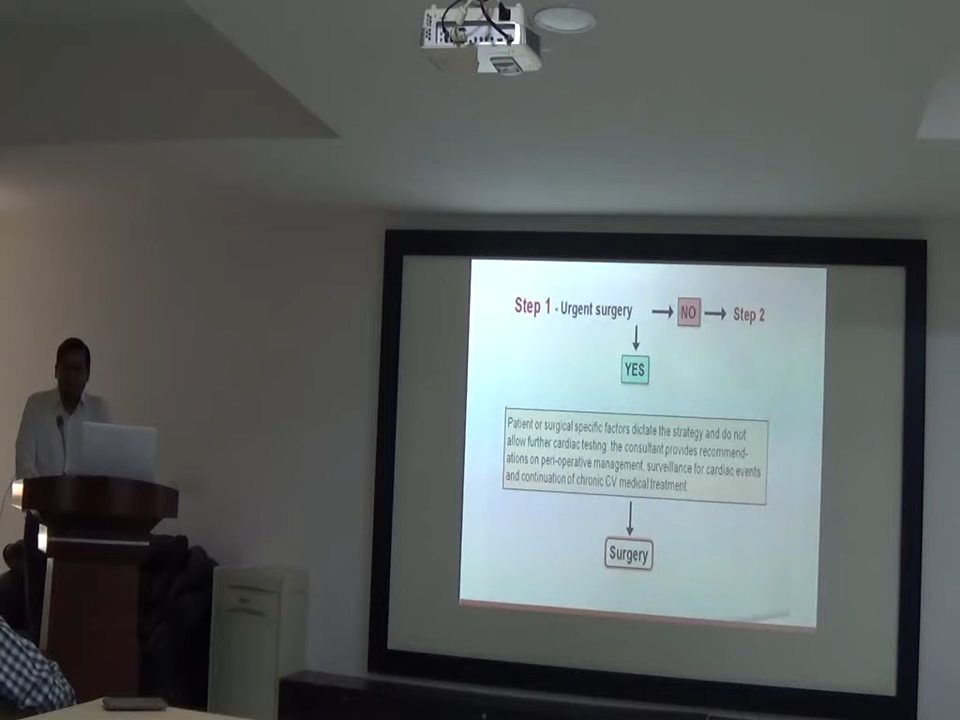 Step 1 - Urgent surgery → NO → Step 2
YES
Patient or surgical specific factors dictate the strategy and do not
allow further cardiac testing: the consultant provides recommend-
ations on peri-operative management, surveillance for cardiac events
and continuation of chronic CV medical treatment
Surgery